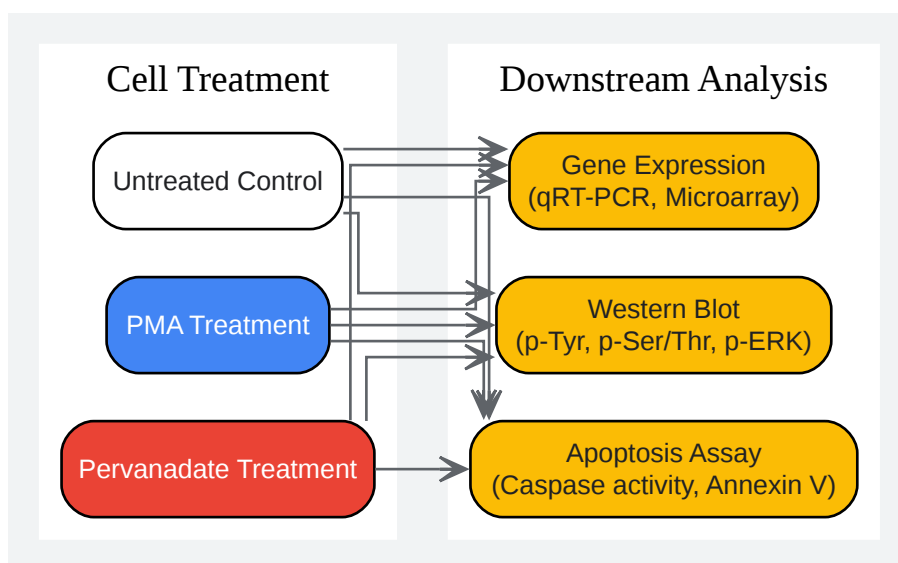 Cell Treatment
Downstream Analysis
Untreated Control
Gene Expression
(qRT-PCR, Microarray)
PMA Treatment
Western Blot
(p-Tyr, p-Ser/Thr, p-ERK)
Pervanadate Treatment
Apoptosis Assay
(Caspase activity, Annexin V)